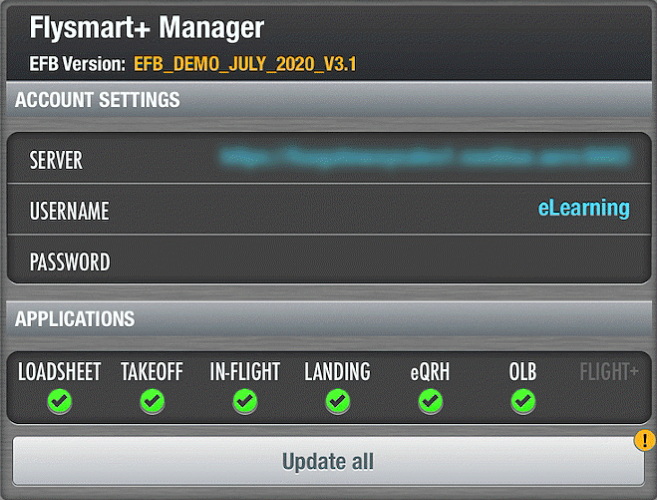 Flysmart+ Manager
EFB Version: EFB_DEMO_JULY_2020_V3.1
ACCOUNT SETTINGS
SERVER
USERNAME eLearning
PASSWORD
APPLICATIONS
LOADSHEET TAKEOFF IN-FLIGHT LANDING eQRH OLB FLIGHT+
!
Update all